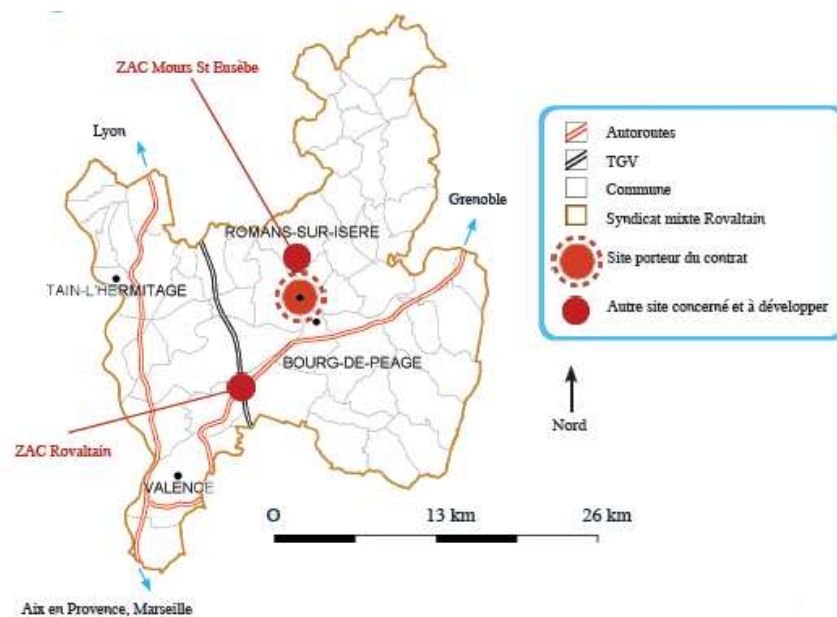 ZAC Mours St Eusèbe
Lyon
Grenoble
ROMANS-SUR-ISERE
TAIN-L'HERMITAGE
BOURG-DE-PEAGE
ZAC Rovaltain
VALENCE
Aix en Provence, Marseille
Autoroutes
TGV
Commune
Syndicat mixte Rovaltain
Site porteur du contrat
Autre site concerné et à développer
Nord
O 13 km 26 km